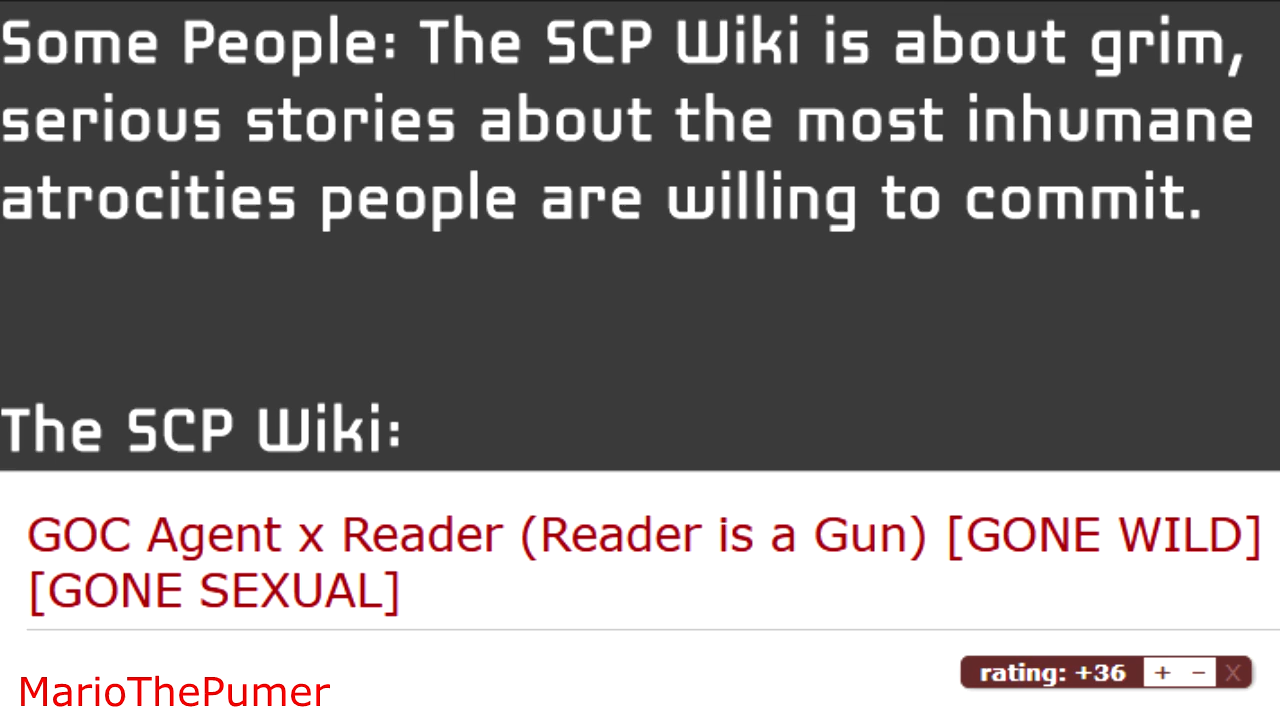 Some People: The SCP Wiki is about grim,
serious stories about the most inhumane
atrocities people are willing to commit.
The SCP Wiki:
GOC Agent x Reader (Reader is a Gun) [GONE WILD]
[GONE SEXUAL]
rating: +36 + − X
MarioThePumer